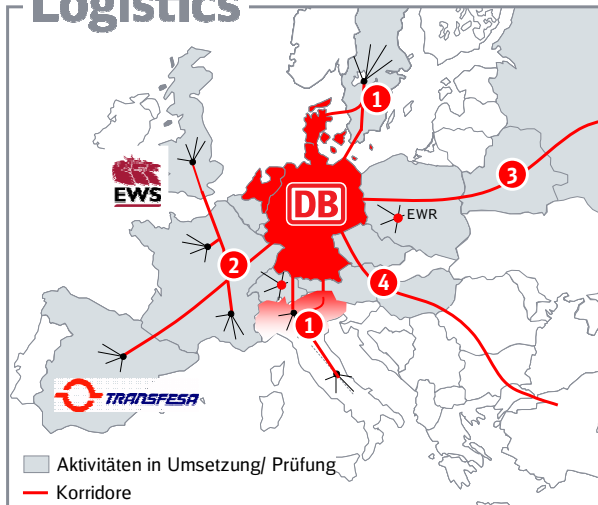 Logistics
1
3
EWS
DB
EWR
2
4
1
TRANSFESA
Aktivitäten in Umsetzung/ Prüfung
Korridore